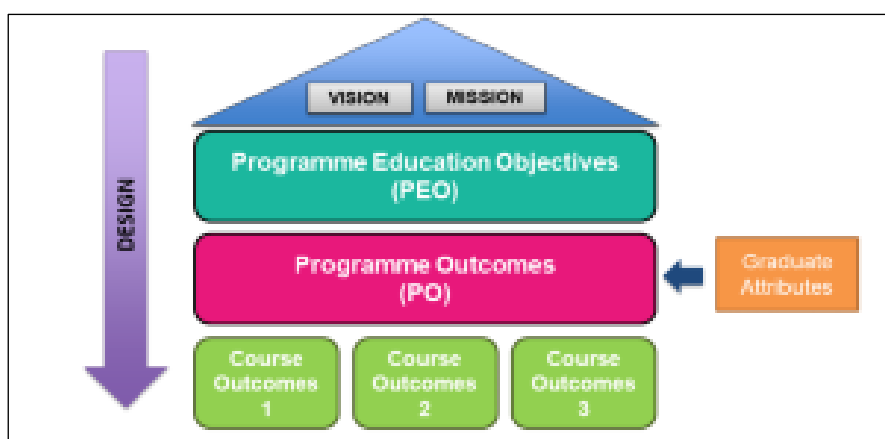 VISION
MISSION
Programme Education Objectives
(PEO)
DESIGN
Programme Outcomes
(PO)
Graduate
Attributes
Course
Outcomes
1
Course
Outcomes
2
Course
Outcomes
3